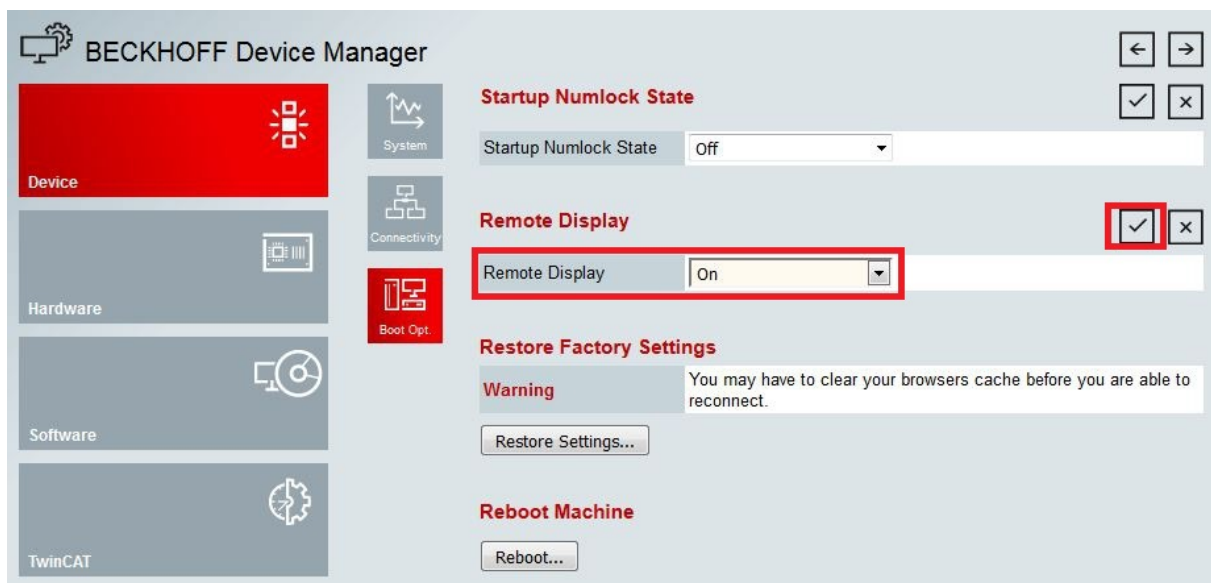 BECKHOFF Device Manager
Device
Hardware
Software
TwinCAT
System
Connectivity
Boot Opt.
Startup Numlock State
Startup Numlock State Off
Remote Display
Remote Display On
Restore Factory Settings
Warning You may have to clear your browsers cache before you are able to
reconnect.
Restore Settings...
Reboot Machine
Reboot...